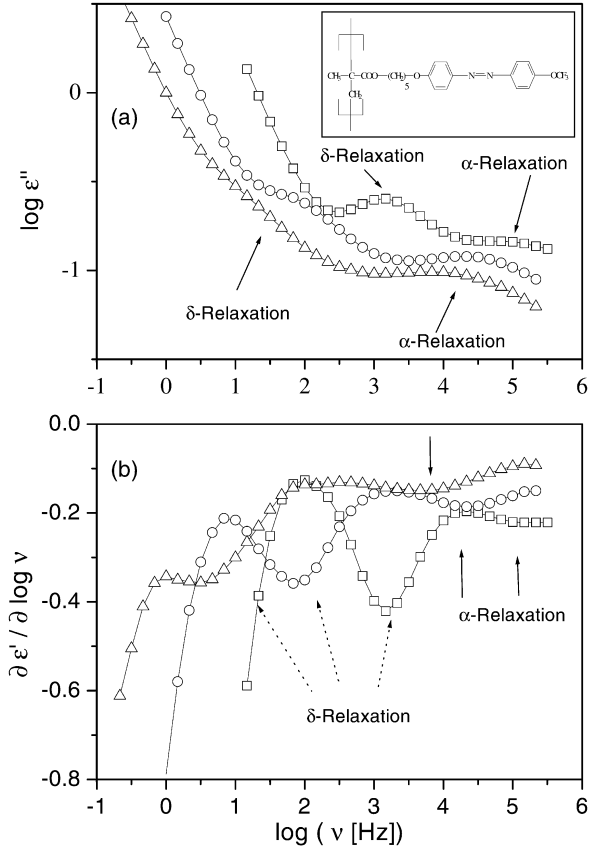 0
-1
log ε''
(a)
CH₃
C
COO
(CH₂)
5
O
N
N
OCF₃
CH₂
δ-Relaxation
α-Relaxation
δ-Relaxation
α-Relaxation
-1 0 1 2 3 4 5 6
0.0
-0.2
-0.4
-0.6
-0.8
∂ ε' / ∂ log ν
(b)
α-Relaxation
δ-Relaxation
-1 0 1 2 3 4 5 6
log ( ν [Hz])